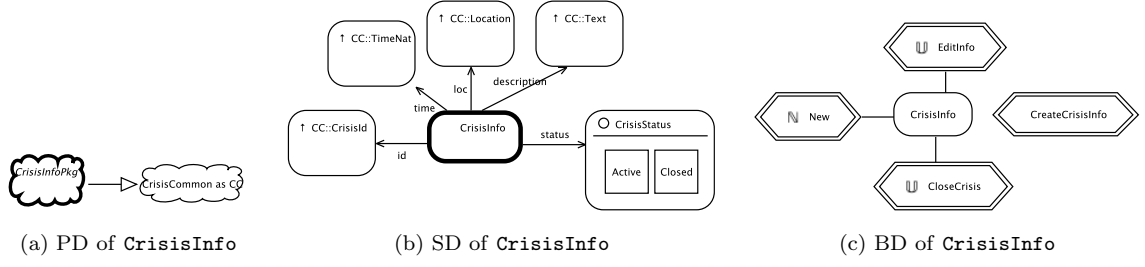 CrisisInfoPkg
CrisisCommon as CC
(a) PD of CrisisInfo
↑ CC::TimeNat
↑ CC::Location
↑ CC::Text
time
loc
description
↑ CC::CrisisId
id
CrisisInfo
status
CrisisStatus
Active
Closed
(b) SD of CrisisInfo
𝕌 EditInfo
ℕ New
CrisisInfo
CreateCrisisInfo
𝕌 CloseCrisis
(c) BD of CrisisInfo